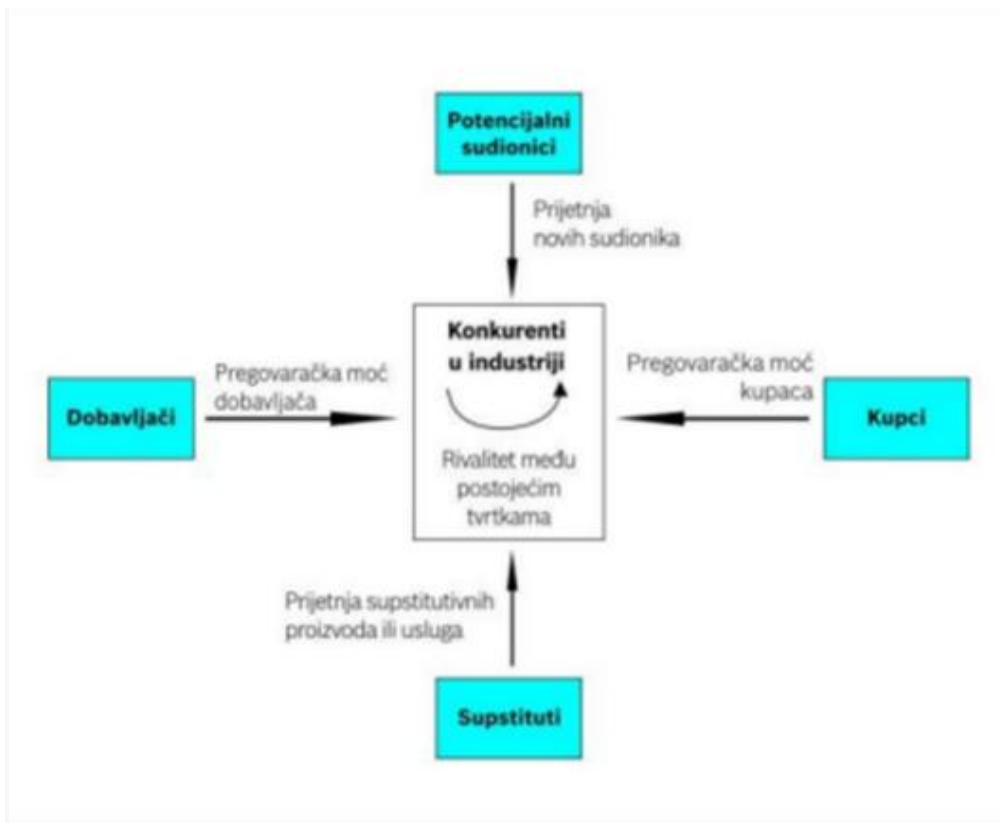 Potencijalni
sudionici
Prijetnja
novih sudionika
Konkurenti
u industriji
Rivalitet među
postojećim
tvrtkama
Dobavljači
Pregovaračka moć
dobavljača
Pregovaračka moć
kupaca
Kupci
Prijetnja supstitutivnih
proizvoda ili usluga
Supstituti